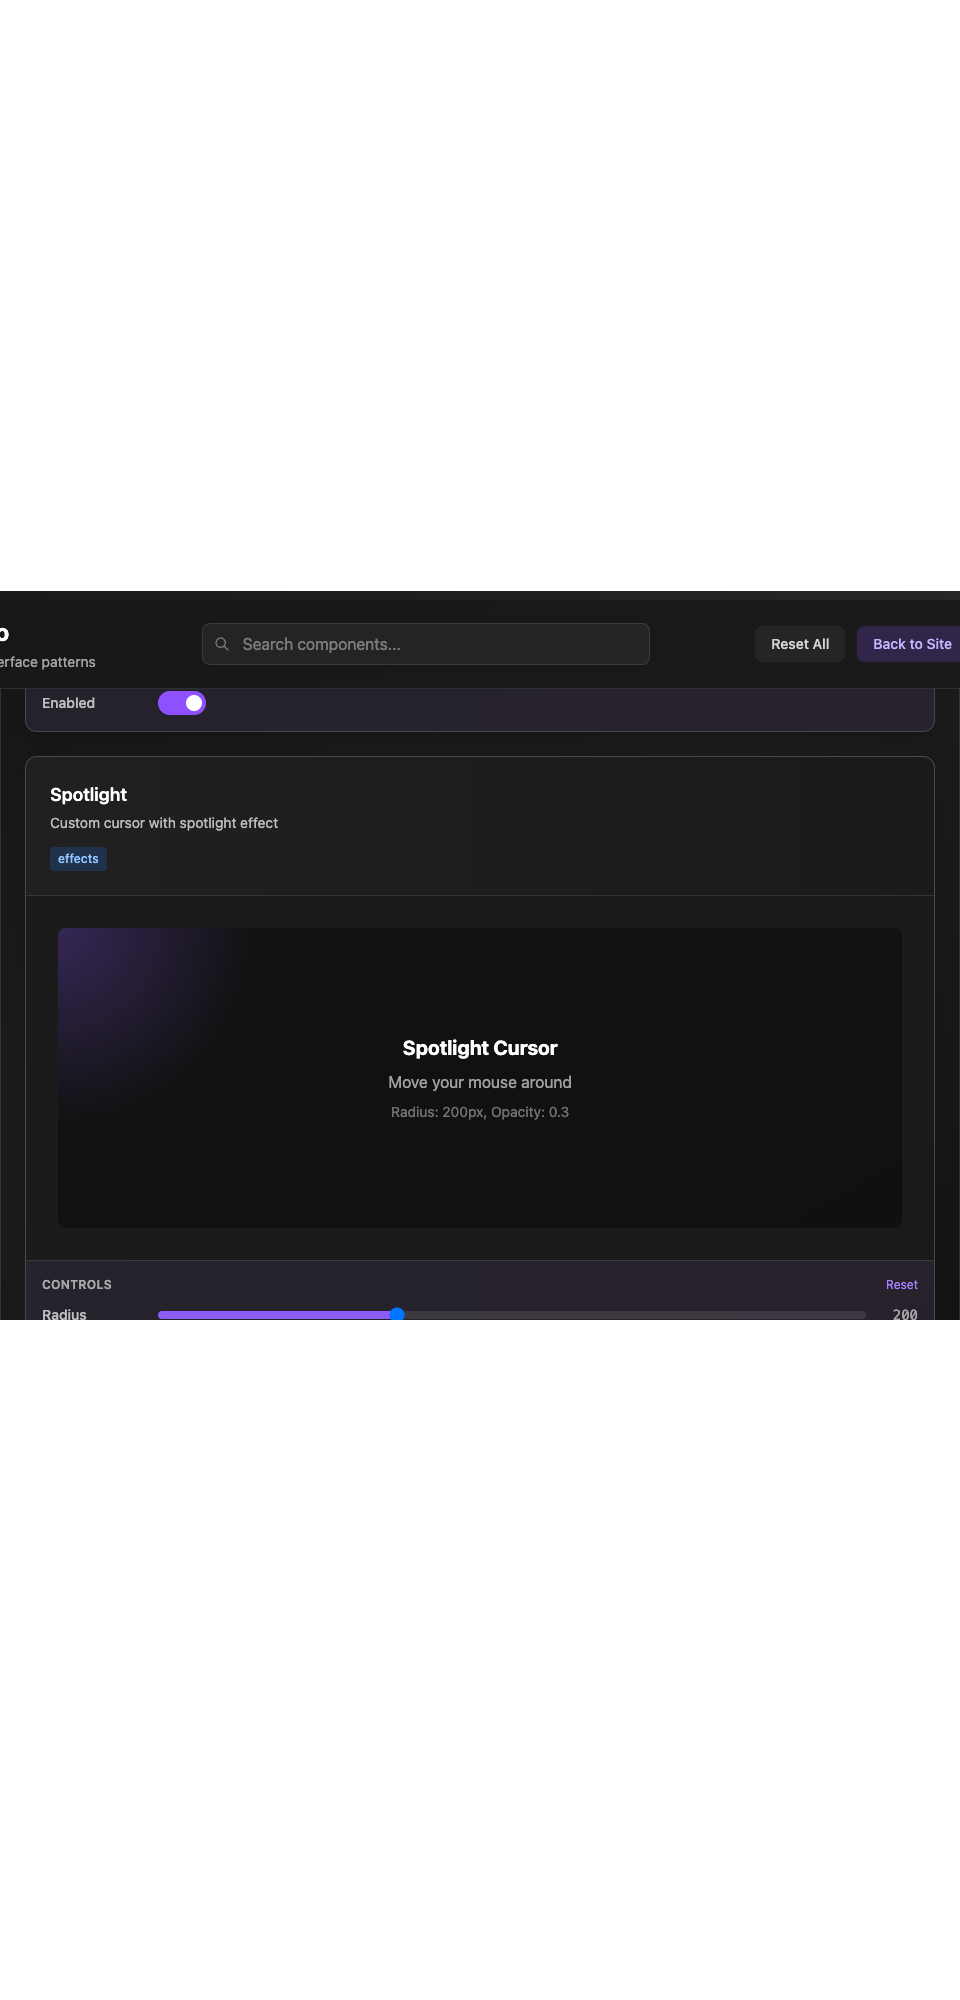 o
erface patterns
Search components...
Reset All
Back to Site
Enabled
Spotlight
Custom cursor with spotlight effect
effects
Spotlight Cursor
Move your mouse around
Radius: 200px, Opacity: 0.3
CONTROLS
Reset
Radius
200